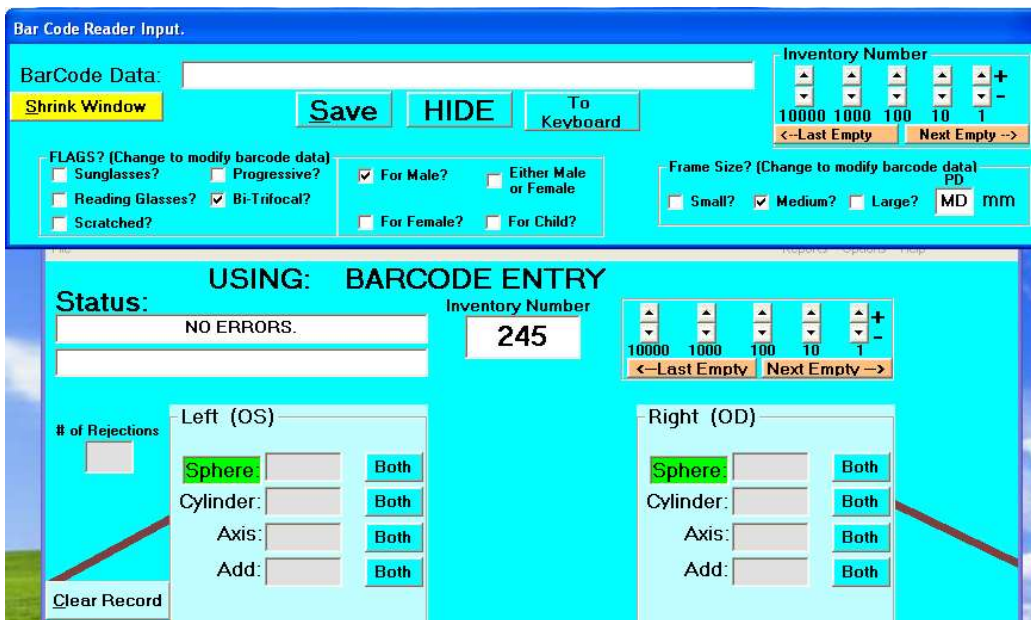 Bar Code Reader Input.
BarCode Data:
Inventory Number
+
-
10000 1000 100 10 1
<--Last Empty Next Empty -->
Shrink Window
Save HIDE To Keyboard
FLAGS? (Change to modify barcode data)
Sunglasses? Progressive?
Reading Glasses? Bi-Trifocal?
Scratched?
For Male? Either Male or Female
For Female? For Child?
Frame Size? (Change to modify barcode data)
PD
Small? Medium? Large? MD mm
File Reports Options Help
USING: BARCODE ENTRY
Status:
NO ERRORS.
Inventory Number
245
+
-
10000 1000 100 10 1
<--Last Empty Next Empty -->
# of Rejections
Left (OS)
Sphere: Both
Cylinder: Both
Axis: Both
Add: Both
Right (OD)
Sphere: Both
Cylinder: Both
Axis: Both
Add: Both
Clear Record